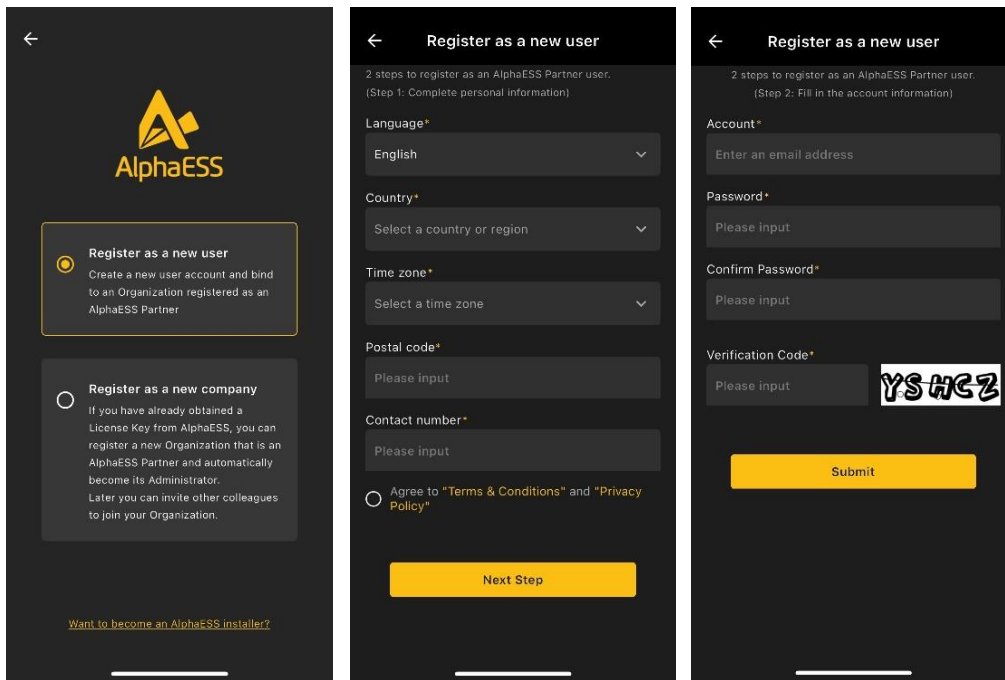 AlphaESS
Register as a new user
Create a new user account and bind
to an Organization registered as an
AlphaESS Partner
Register as a new company
If you have already obtained a
License Key from AlphaESS, you can
register a new Organization that is an
AlphaESS Partner and automatically
become its Administrator.
Later you can invite other colleagues
to join your Organization.
Want to become an AlphaESS installer?
Register as a new user
2 steps to register as an AlphaESS Partner user.
(Step 1: Complete personal information)
Language*
English
Country*
Select a country or region
Time zone*
Select a time zone
Postal code*
Please input
Contact number*
Please input
Agree to "Terms & Conditions" and "Privacy
Policy"
Next Step
Register as a new user
2 steps to register as an AlphaESS Partner user.
(Step 2: Fill in the account information)
Account*
Enter an email address
Password*
Please input
Confirm Password*
Please input
Verification Code*
Please input
YSHCZ
Submit